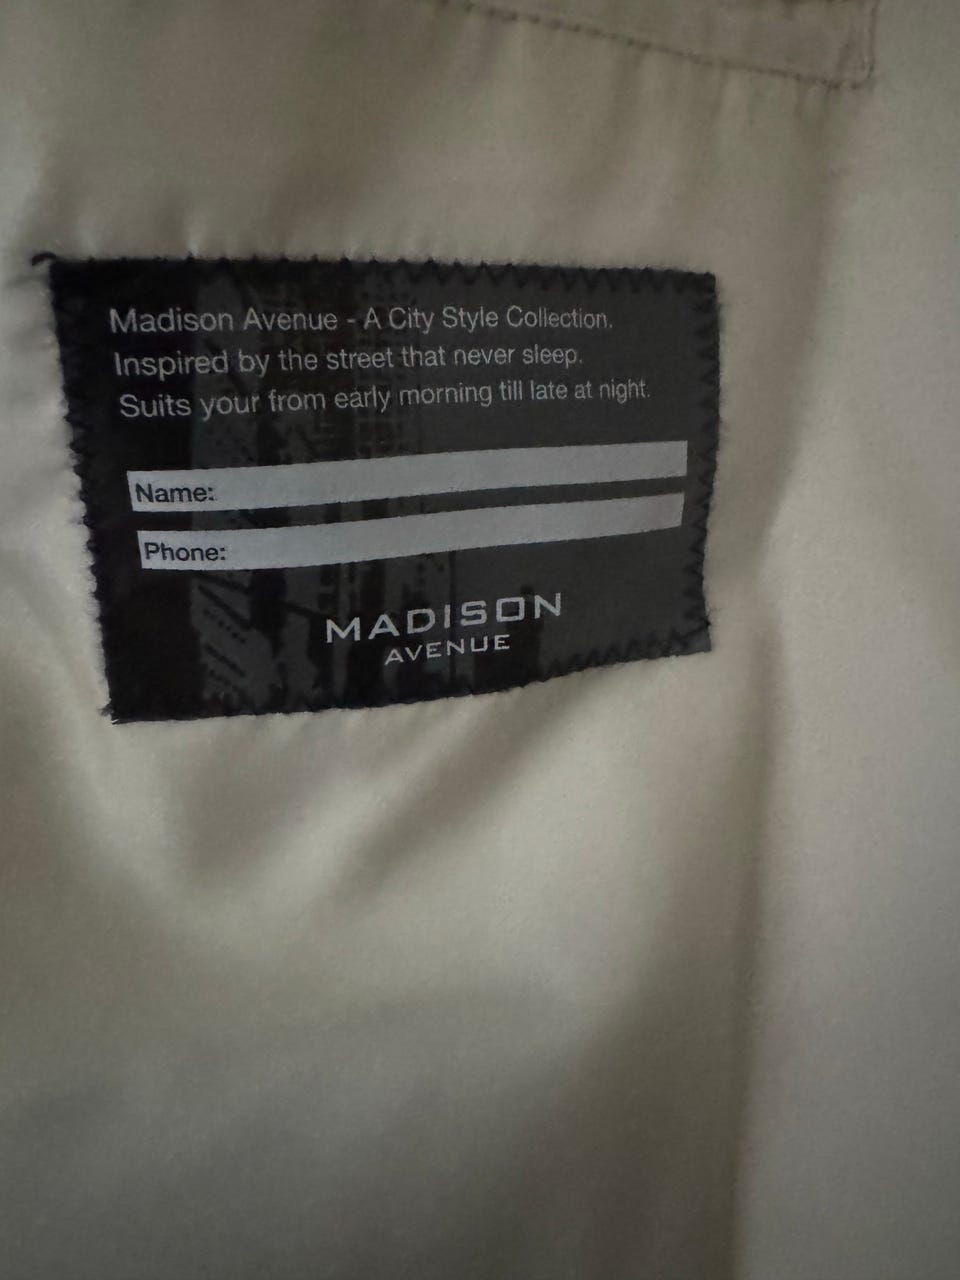 Madison Avenue - A City Style Collection.
Inspired by the street that never sleep.
Suits your from early morning till late at night.
Name:
Phone:
MADISON
AVENUE